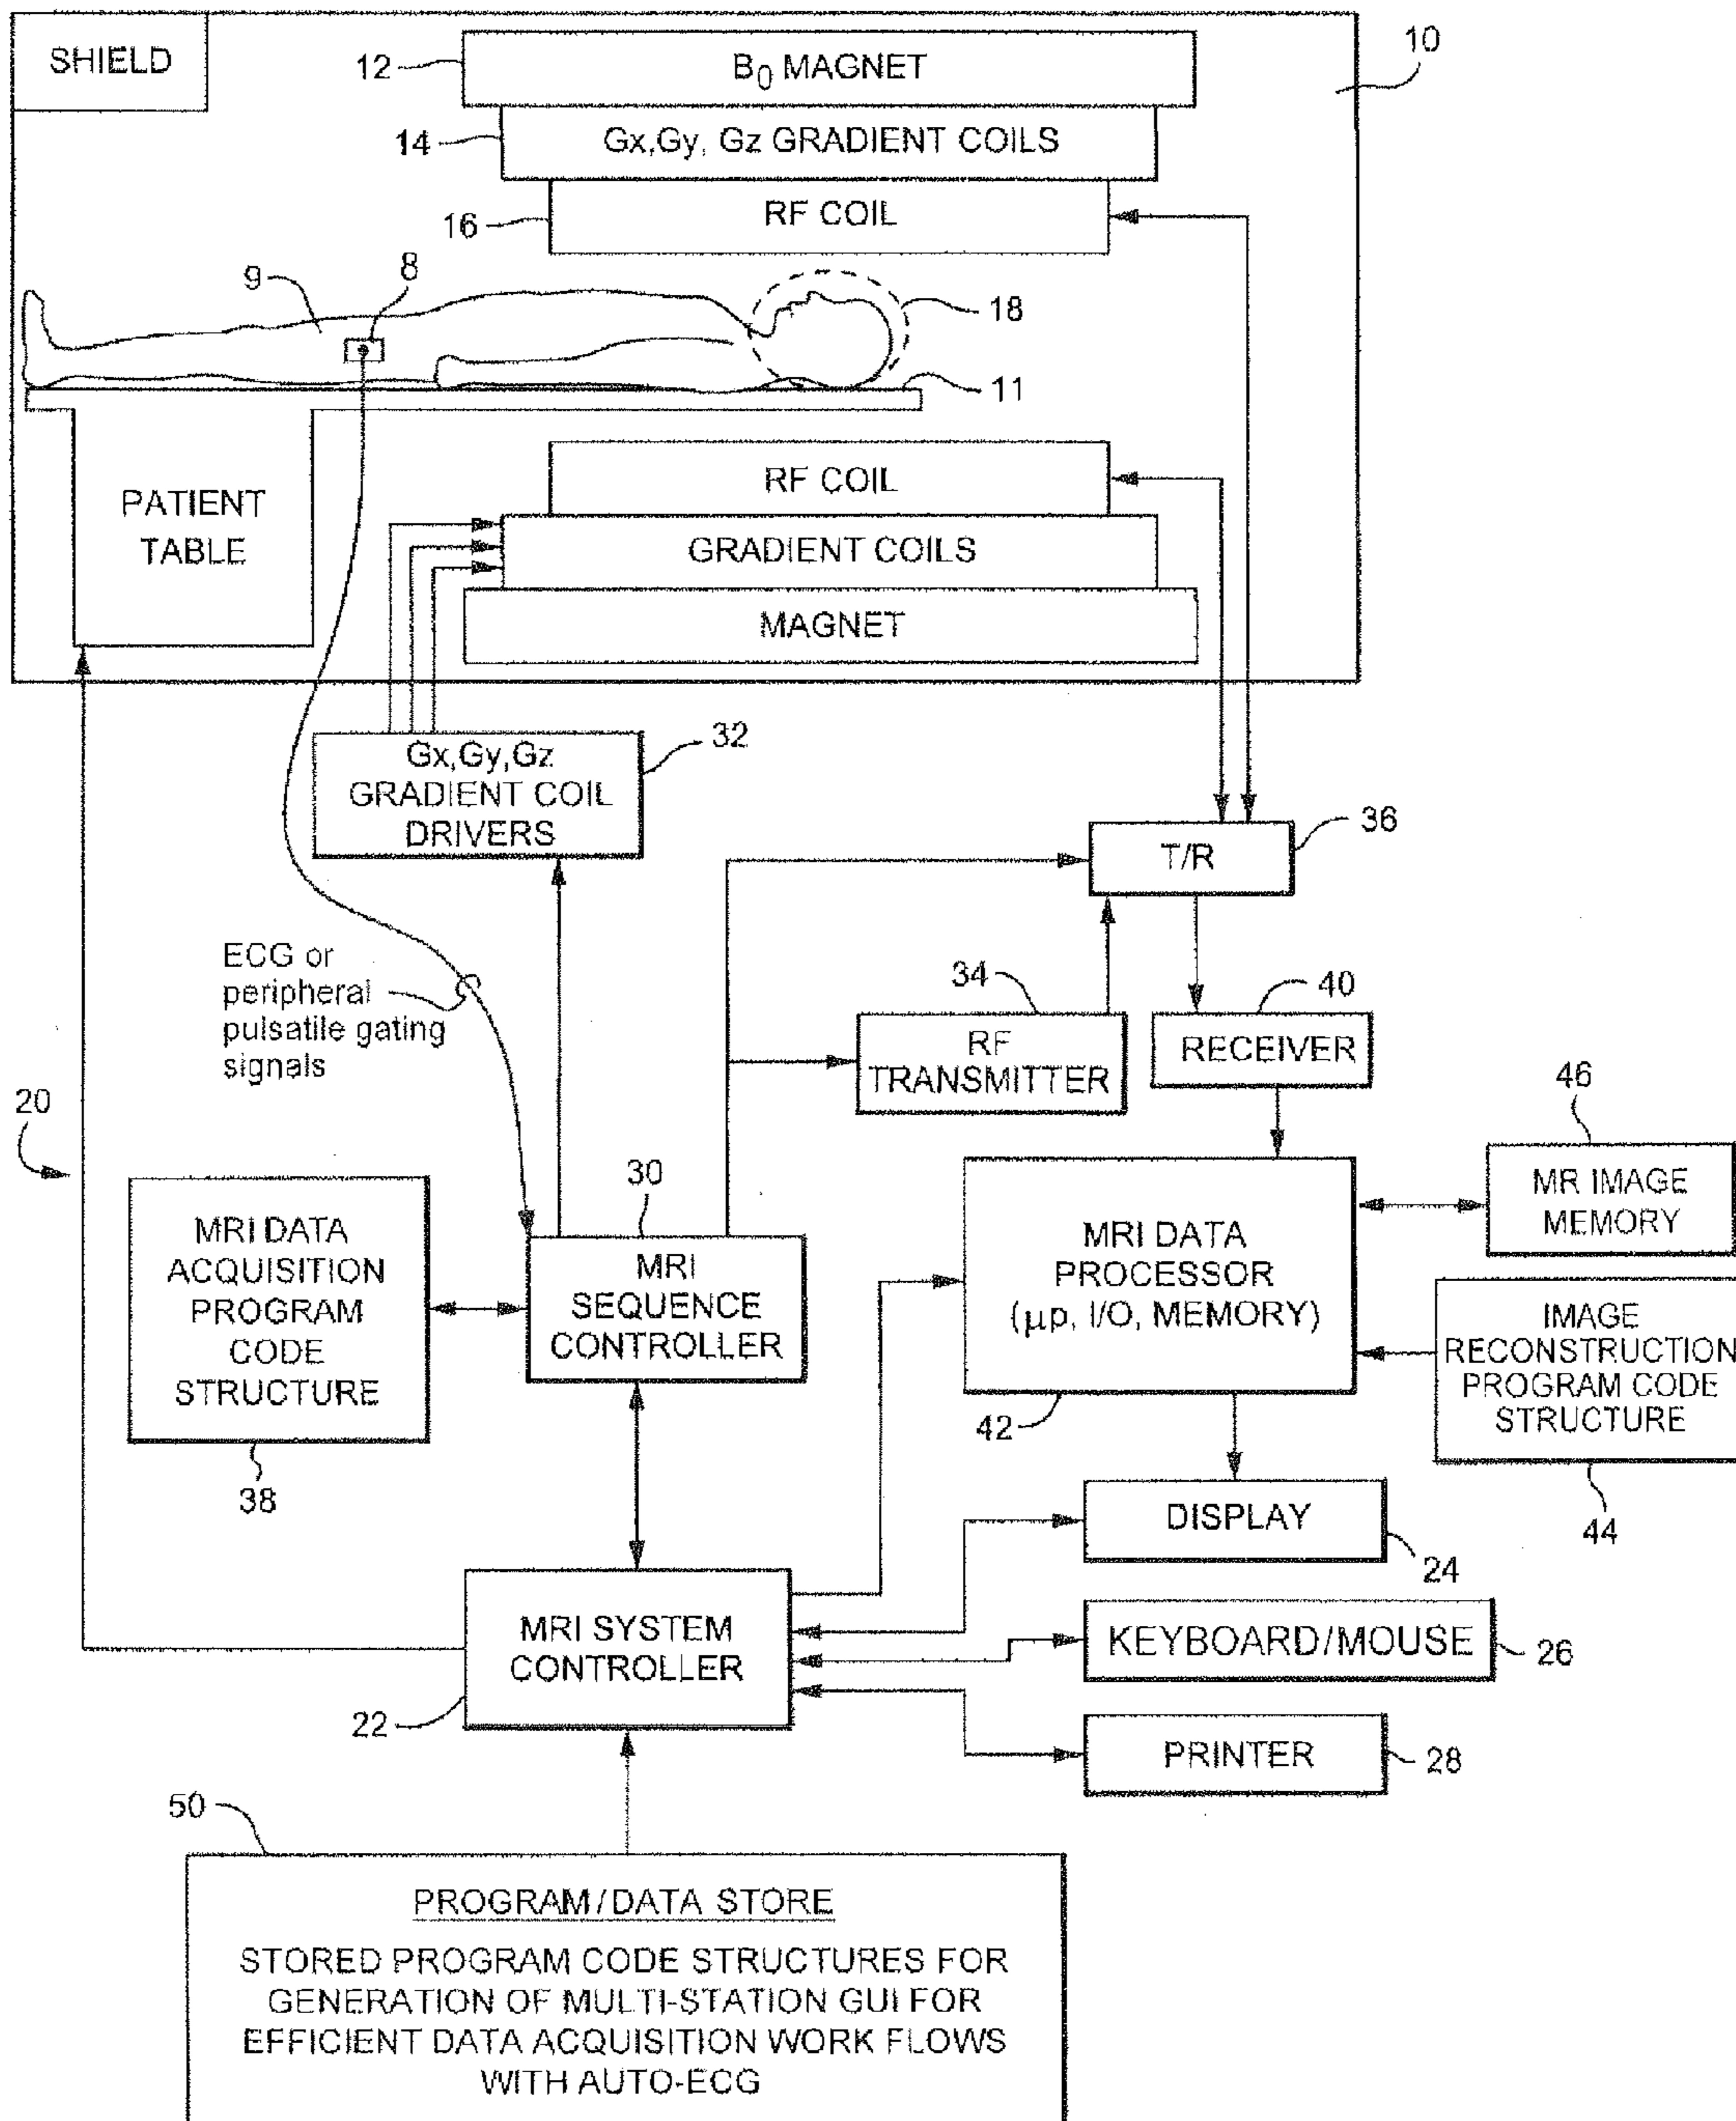 SHIELD
10
12
B0 MAGNET
14
Gx,Gy, Gz GRADIENT COILS
16
RF COIL
9
8
18
11
RF COIL
PATIENT
TABLE
GRADIENT COILS
MAGNET
Gx,Gy,Gz
GRADIENT COIL
DRIVERS
32
36
T/R
ECG or
peripheral
pulsatile gating
signals
34
40
RF
TRANSMITTER
RECEIVER
20
46
MR IMAGE
MEMORY
30
MRI DATA
ACQUISITION
PROGRAM
CODE
STRUCTURE
38
MRI
SEQUENCE
CONTROLLER
MRI DATA
PROCESSOR
(μp, I/O, MEMORY)
42
IMAGE
RECONSTRUCTION
PROGRAM CODE
STRUCTURE
44
DISPLAY
24
MRI SYSTEM
CONTROLLER
22
KEYBOARD/MOUSE
26
PRINTER
28
50
PROGRAM/DATA STORE
STORED PROGRAM CODE STRUCTURES FOR
GENERATION OF MULTI-STATION GUI FOR
EFFICIENT DATA ACQUISITION WORK FLOWS
WITH AUTO-ECG